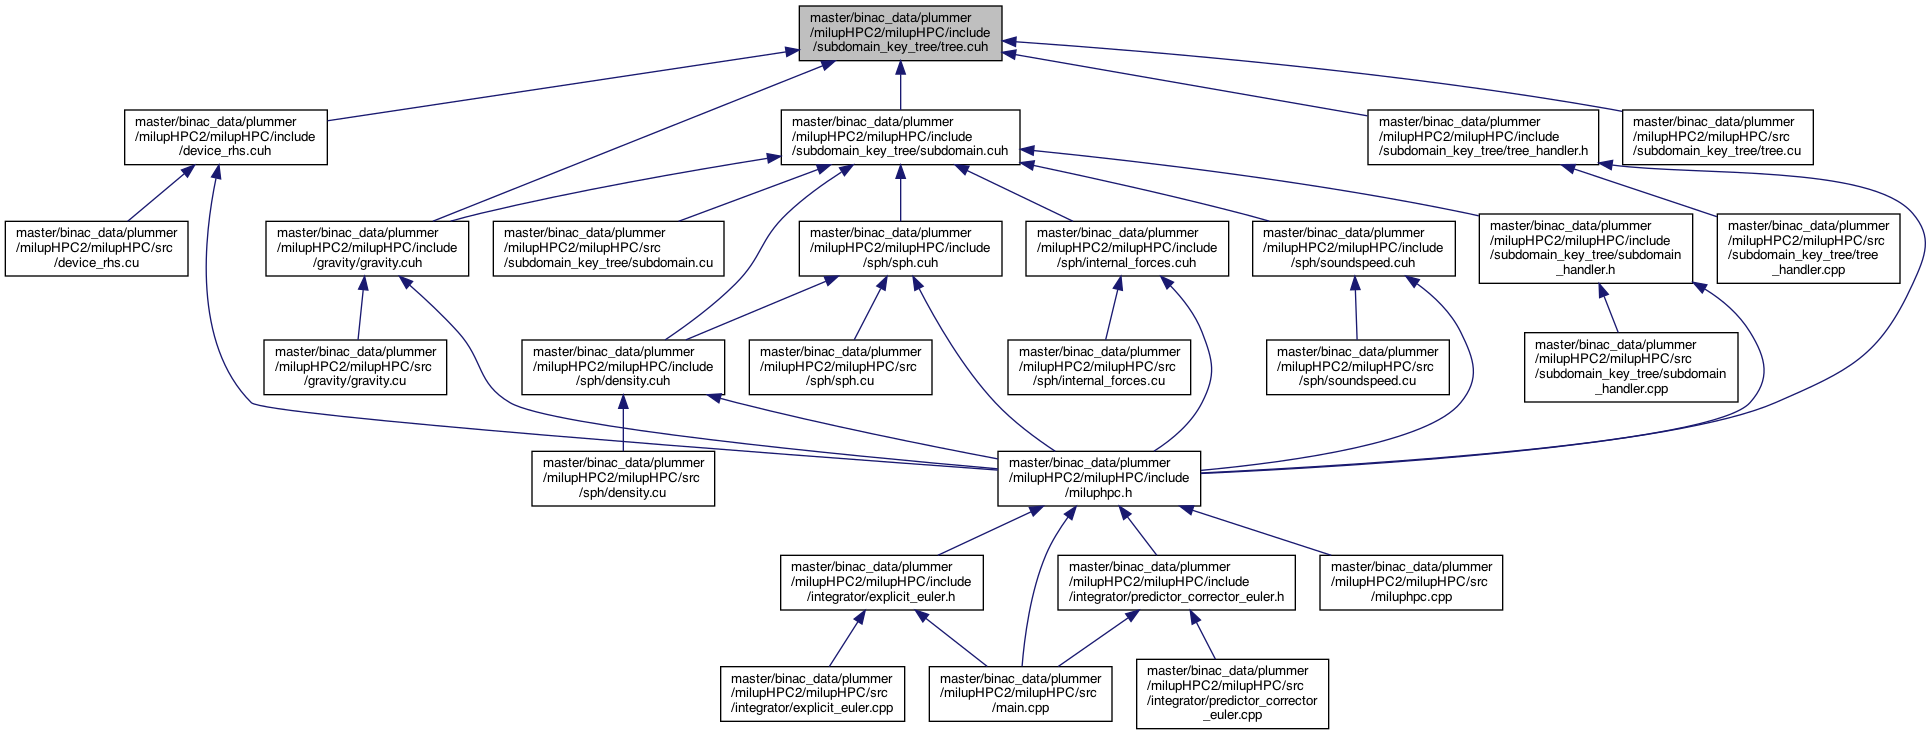 master/binac_data/plummer
/milupHPC2/milupHPC/include
/subdomain_key_tree/tree.cuh
master/binac_data/plummer
/milupHPC2/milupHPC/include
/device_rhs.cuh
master/binac_data/plummer
/milupHPC2/milupHPC/include
/subdomain_key_tree/subdomain.cuh
master/binac_data/plummer
/milupHPC2/milupHPC/include
/subdomain_key_tree/tree_handler.h
master/binac_data/plummer
/milupHPC2/milupHPC/src
/subdomain_key_tree/tree.cu
master/binac_data/plummer
/milupHPC2/milupHPC/src
/device_rhs.cu
master/binac_data/plummer
/milupHPC2/milupHPC/include
/gravity/gravity.cuh
master/binac_data/plummer
/milupHPC2/milupHPC/src
/subdomain_key_tree/subdomain.cu
master/binac_data/plummer
/milupHPC2/milupHPC/include
/sph/sph.cuh
master/binac_data/plummer
/milupHPC2/milupHPC/include
/sph/internal_forces.cuh
master/binac_data/plummer
/milupHPC2/milupHPC/include
/sph/soundspeed.cuh
master/binac_data/plummer
/milupHPC2/milupHPC/include
/subdomain_key_tree/subdomain
_handler.h
master/binac_data/plummer
/milupHPC2/milupHPC/src
/subdomain_key_tree/tree
_handler.cpp
master/binac_data/plummer
/milupHPC2/milupHPC/src
/gravity/gravity.cu
master/binac_data/plummer
/milupHPC2/milupHPC/include
/sph/density.cuh
master/binac_data/plummer
/milupHPC2/milupHPC/src
/sph/sph.cu
master/binac_data/plummer
/milupHPC2/milupHPC/src
/sph/internal_forces.cu
master/binac_data/plummer
/milupHPC2/milupHPC/src
/sph/soundspeed.cu
master/binac_data/plummer
/milupHPC2/milupHPC/src
/subdomain_key_tree/subdomain
_handler.cpp
master/binac_data/plummer
/milupHPC2/milupHPC/src
/sph/density.cu
master/binac_data/plummer
/milupHPC2/milupHPC/include
/miluphpc.h
master/binac_data/plummer
/milupHPC2/milupHPC/include
/integrator/explicit_euler.h
master/binac_data/plummer
/milupHPC2/milupHPC/include
/integrator/predictor_corrector_euler.h
master/binac_data/plummer
/milupHPC2/milupHPC/src
/miluphpc.cpp
master/binac_data/plummer
/milupHPC2/milupHPC/src
/integrator/explicit_euler.cpp
master/binac_data/plummer
/milupHPC2/milupHPC/src
/main.cpp
master/binac_data/plummer
/milupHPC2/milupHPC/src
/integrator/predictor_corrector
_euler.cpp